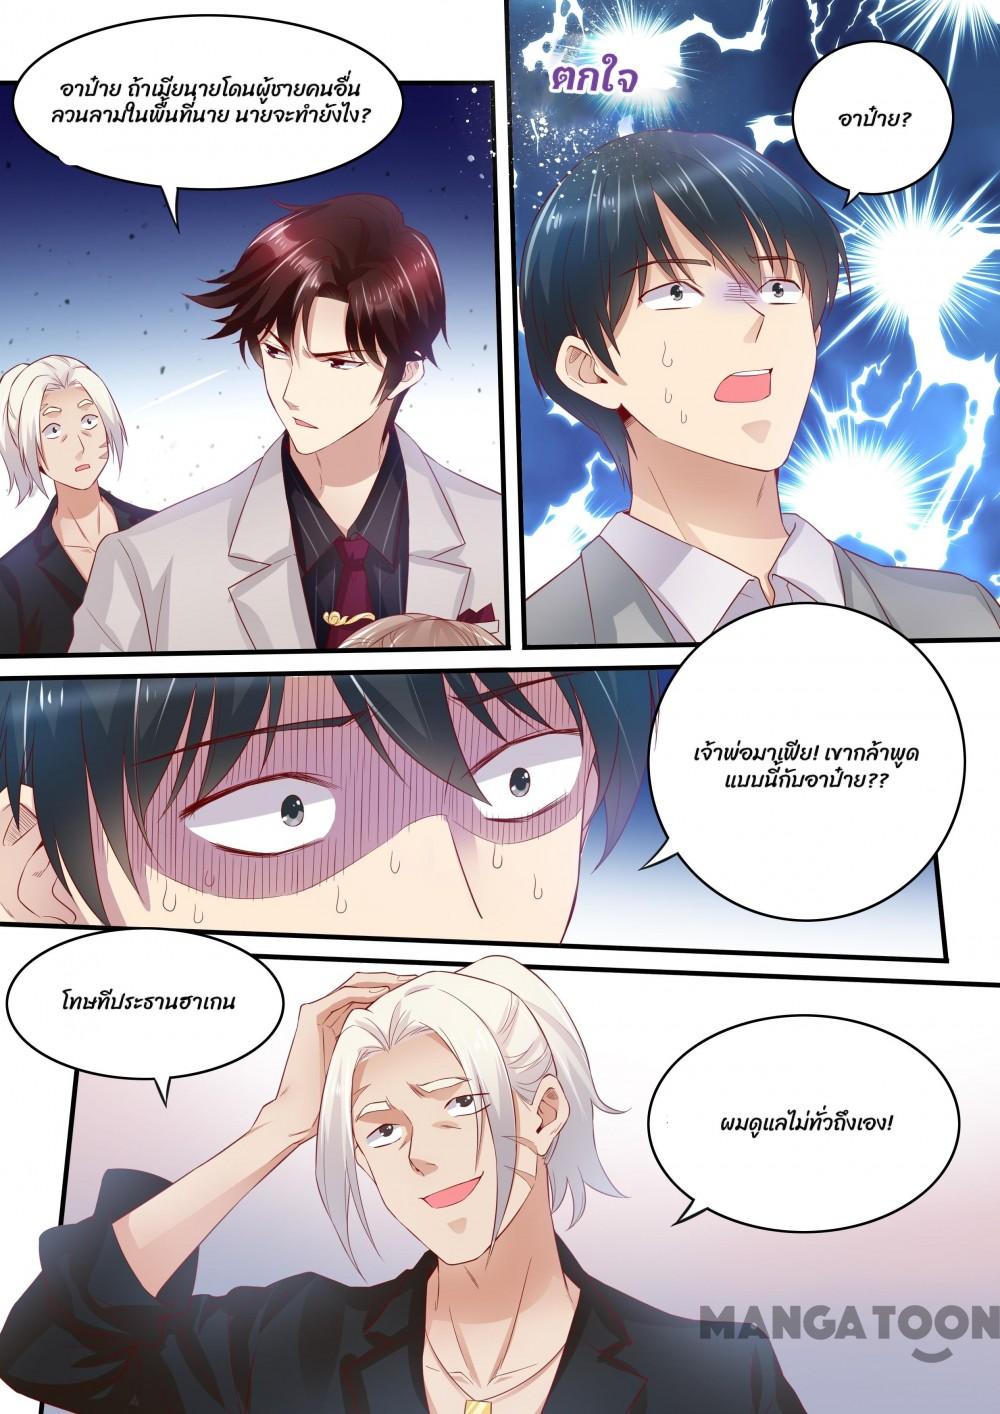 อาป๋าย ถ้าเมียนายโดนผู้ชายคนอื่น
ลวนลามในพื้นที่นาย นายจะทำยังไง?
ตกใจ
อาป๋าย?
เจ้าพ่อมาเฟีย! เขากล้าพูด
แบบนี้กับอาป๋าย??
โทษทีประธานฮาเกน
ผมดูแลไม่ทั่วถึงเอง!
MANGATOON